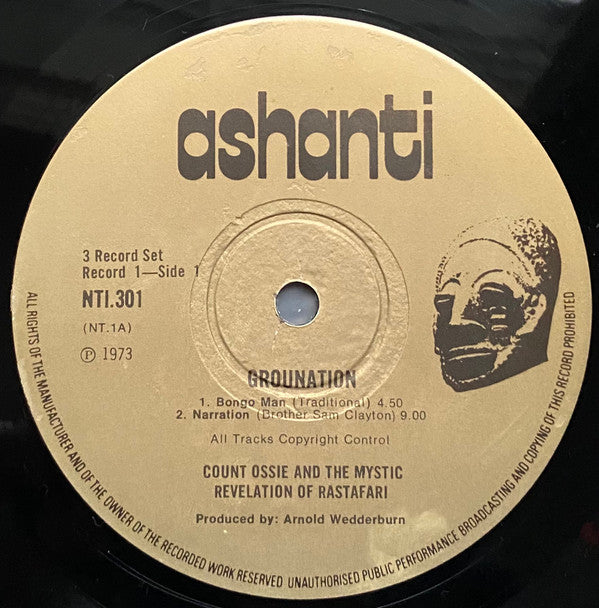 ashanti
3 Record Set
Record 1—Side 1
NTI.301
(NT.1A)
℗ 1973
GROUNATION
1. Bongo Man (Traditional) 4.50
2. Narration (Brother Sam Clayton) 9.00
All Tracks Copyright Control
COUNT OSSIE AND THE MYSTIC
REVELATION OF RASTAFARI
Produced by: Arnold Wedderburn
ALL RIGHTS OF THE MANUFACTURER AND OF THE OWNER OF THE RECORDED WORK RESERVED UNAUTHORISED PUBLIC PERFORMANCE BROADCASTING AND COPYING OF THIS RECORD PROHIBITED